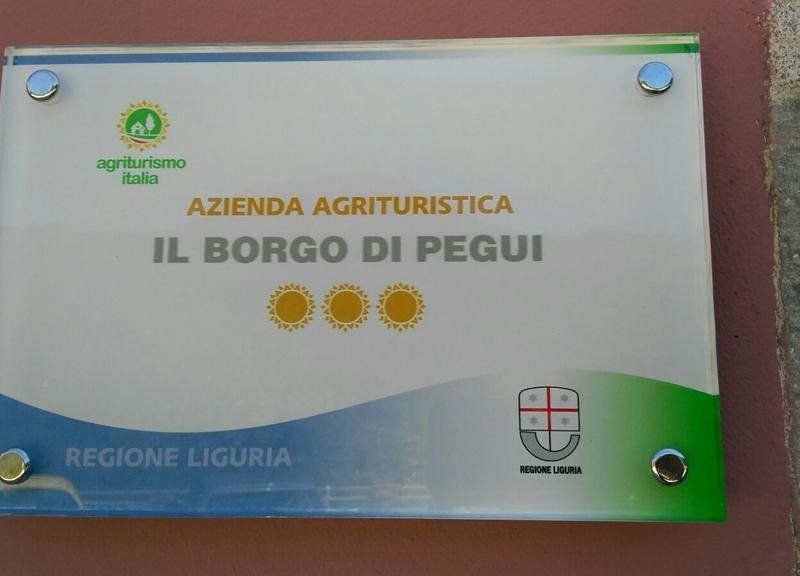 agriturismo
italia
AZIENDA AGRITURISTICA
IL BORGO DI PEGUI
REGIONE LIGURIA
REGIONE LIGURIA